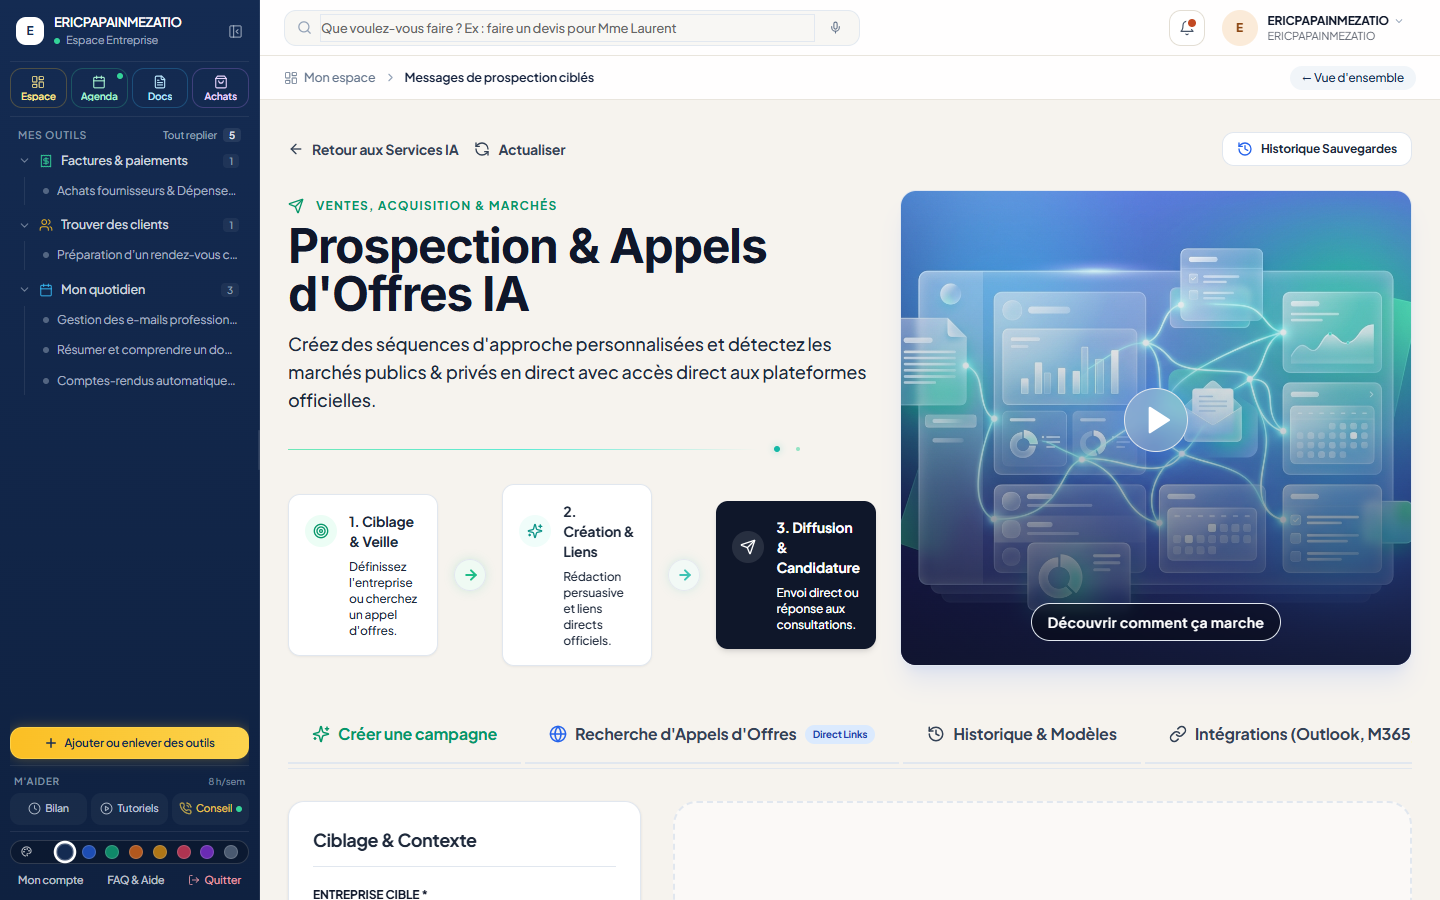 E
ERICPAPAINMEZATIO
Espace Entreprise
Espace
Agenda
Docs
Achats
MES OUTILS
Tout replier
5
Factures & paiements
1
Achats fournisseurs & Dépense...
Trouver des clients
1
Préparation d'un rendez-vous c...
Mon quotidien
3
Gestion des e-mails profession...
Résumer et comprendre un do...
Comptes-rendus automatique...
Ajouter ou enlever des outils
M'AIDER
8 h/sem
Bilan
Tutoriels
Conseil
Mon compte
FAQ & Aide
Quitter
Que voulez-vous faire ? Ex : faire un devis pour Mme Laurent
E
ERICPAPAINMEZATIO
ERICPAPAINMEZATIO
Mon espace
Messages de prospection ciblés
← Vue d'ensemble
Retour aux Services IA
Actualiser
Historique Sauvegardes
VENTES, ACQUISITION & MARCHÉS
Prospection & Appels
d'Offres IA
Créez des séquences d'approche personnalisées et détectez les
marchés publics & privés en direct avec accès direct aux plateformes
officielles.
1. Ciblage
& Veille
Définissez
l'entreprise
ou cherchez
un appel
d'offres.
2.
Création &
Liens
Rédaction
persuasive
et liens
directs
officiels.
3. Diffusion
&
Candidature
Envoi direct ou
réponse aux
consultations.
Découvrir comment ça marche
Créer une campagne
Recherche d'Appels d'Offres
Direct Links
Historique & Modèles
Intégrations (Outlook, M365
Ciblage & Contexte
ENTREPRISE CIBLE *